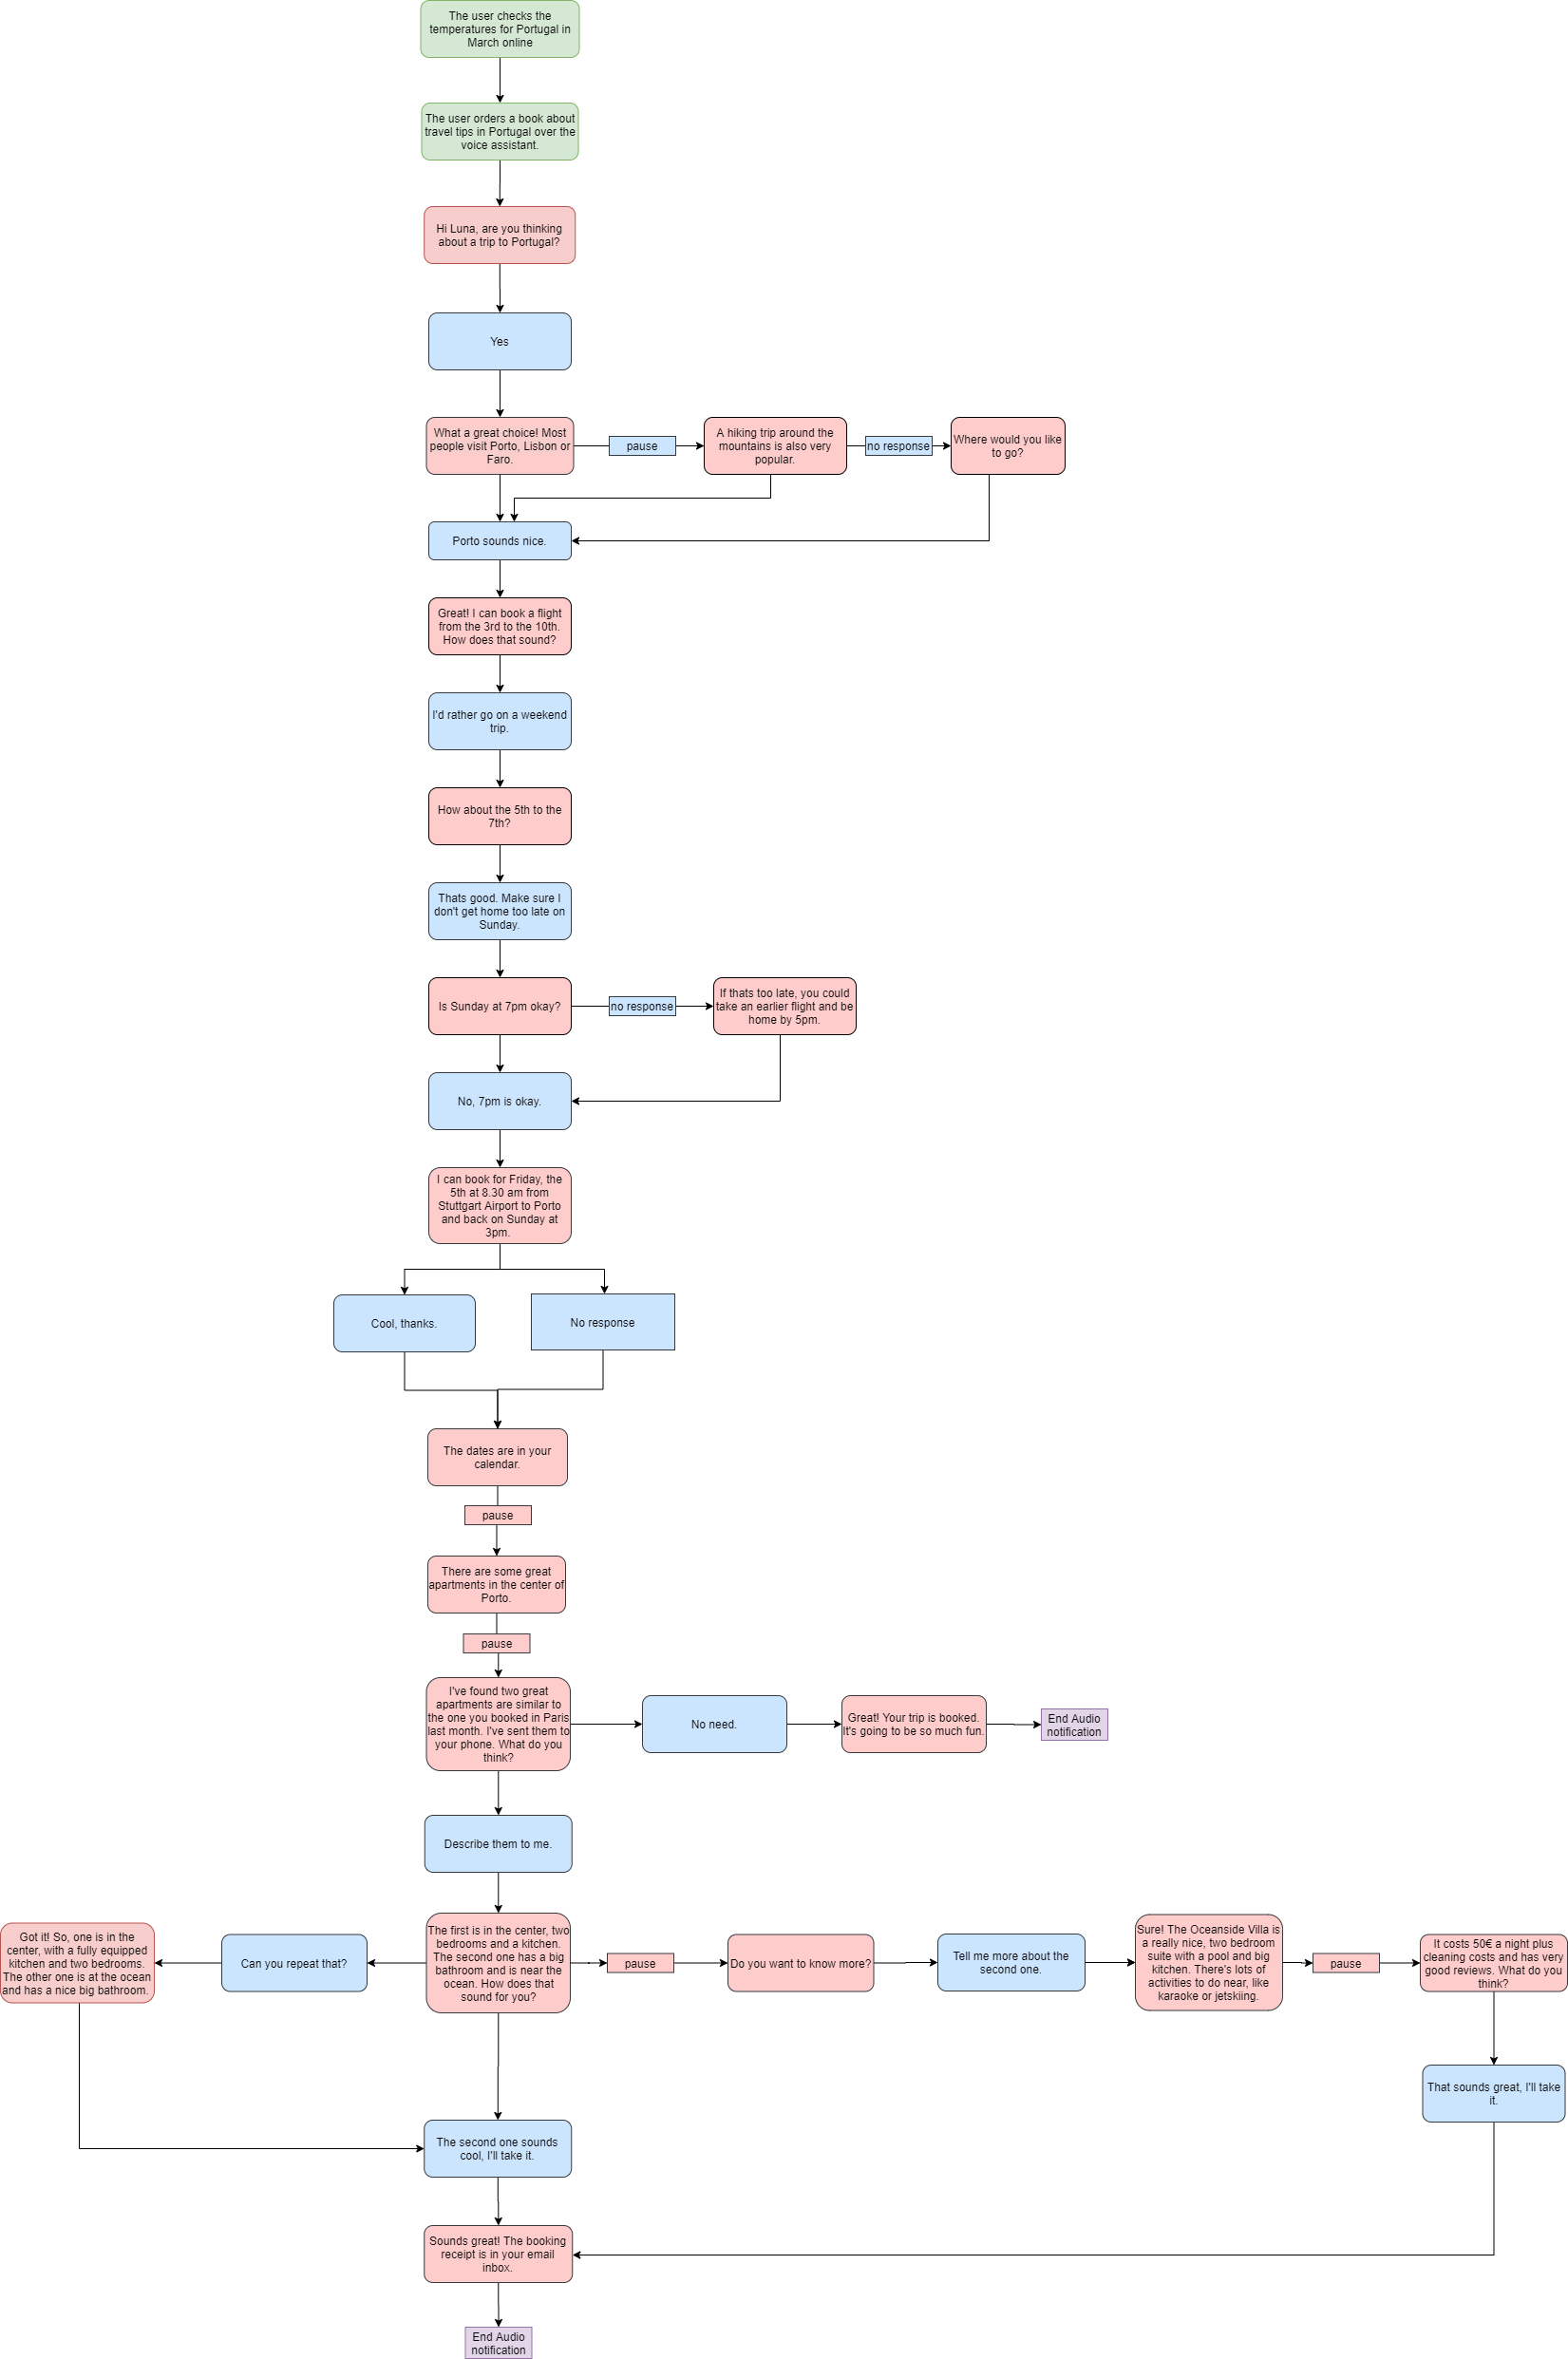 The user checks the
temperatures for Portugal in
March online
The user orders a book about
travel tips in Portugal over the
voice assistant.
Hi Luna, are you thinking
about a trip to Portugal?
Yes
What a great choice! Most
people visit Porto, Lisbon or
Faro.
pause
A hiking trip around the
mountains is also very
popular.
no response
Where would you like
to go?
Porto sounds nice.
Great! I can book a flight
from the 3rd to the 10th.
How does that sound?
I'd rather go on a weekend
trip.
How about the 5th to the
7th?
Thats good. Make sure I
don't get home too late on
Sunday.
Is Sunday at 7pm okay?
no response
If thats too late, you could
take an earlier flight and be
home by 5pm.
No, 7pm is okay.
I can book for Friday, the
5th at 8.30 am from
Stuttgart Airport to Porto
and back on Sunday at
3pm.
Cool, thanks.
No response
The dates are in your
calendar.
pause
There are some great
apartments in the center of
Porto.
pause
I've found two great
apartments are similar to
the one you booked in Paris
last month. I've sent them to
your phone. What do you
think?
No need.
Great! Your trip is booked.
It's going to be so much fun.
End Audio
notification
Describe them to me.
Got it! So, one is in the
center, with a fully equipped
kitchen and two bedrooms.
The other one is at the ocean
and has a nice big bathroom.
Can you repeat that?
The first is in the center, two
bedrooms and a kitchen.
The second one has a big
bathroom and is near the
ocean. How does that
sound for you?
pause
Do you want to know more?
Tell me more about the
second one.
Sure! The Oceanside Villa is
a really nice, two bedroom
suite with a pool and big
kitchen. There's lots of
activities to do near, like
karaoke or jetskiing.
pause
It costs 50€ a night plus
cleaning costs and has very
good reviews. What do you
think?
That sounds great, I'll take
it.
The second one sounds
cool, I'll take it.
Sounds great! The booking
receipt is in your email
inbox.
End Audio
notification